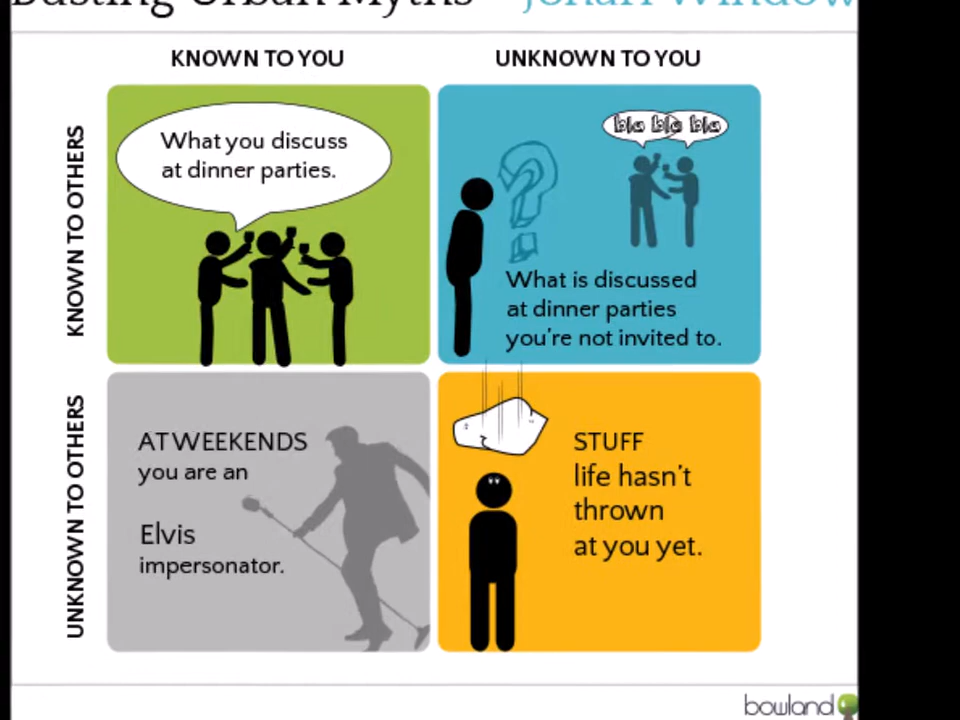 Busting Urban Myths - Johari Window
KNOWN TO YOU
UNKNOWN TO YOU
KNOWN TO OTHERS
What you discuss
at dinner parties.
bla bla bla
What is discussed
at dinner parties
you're not invited to.
UNKNOWN TO OTHERS
AT WEEKENDS
you are an
Elvis
impersonator.
STUFF
life hasn't
thrown
at you yet.
bowland